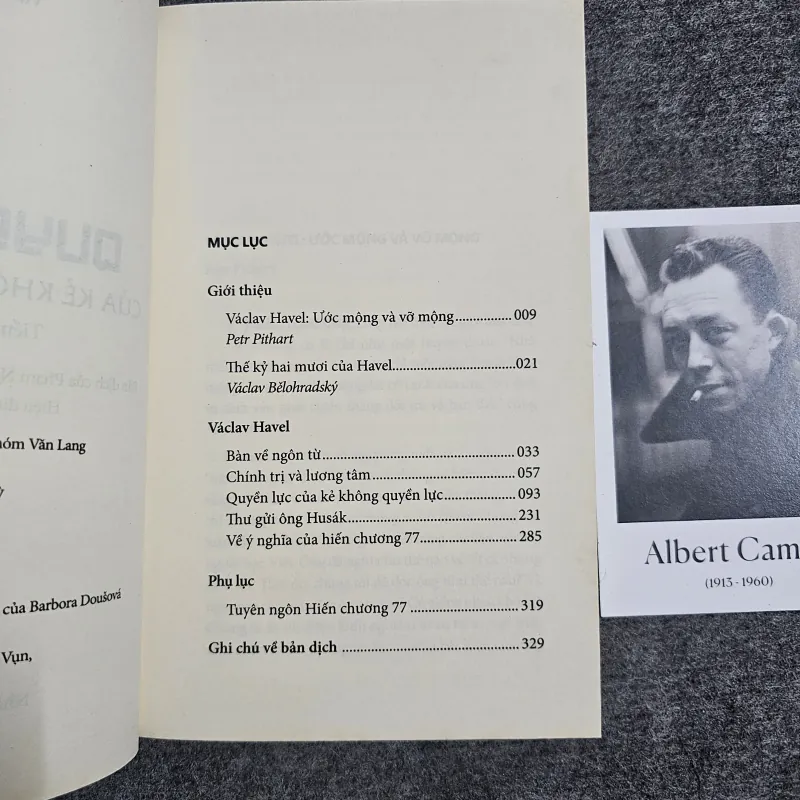 nhóm Văn Lang
của Barbora Doušová
Vụn,
MỤC LỤC
Giới thiệu
Václav Havel: Ước mộng và vỡ mộng................009
Petr Pithart
Thế kỷ hai mươi của Havel..................................021
Václav Bělohradský
Václav Havel
Bàn về ngôn từ.....................................................033
Chính trị và lương tâm.......................................057
Quyền lực của kẻ không quyền lực...................093
Thư gửi ông Husák..............................................231
Về ý nghĩa của hiến chương 77..........................285
Phụ lục
Tuyên ngôn Hiến chương 77 .............................319
Ghi chú về bản dịch ................................................329
Albert Cam
(1913 - 1960)